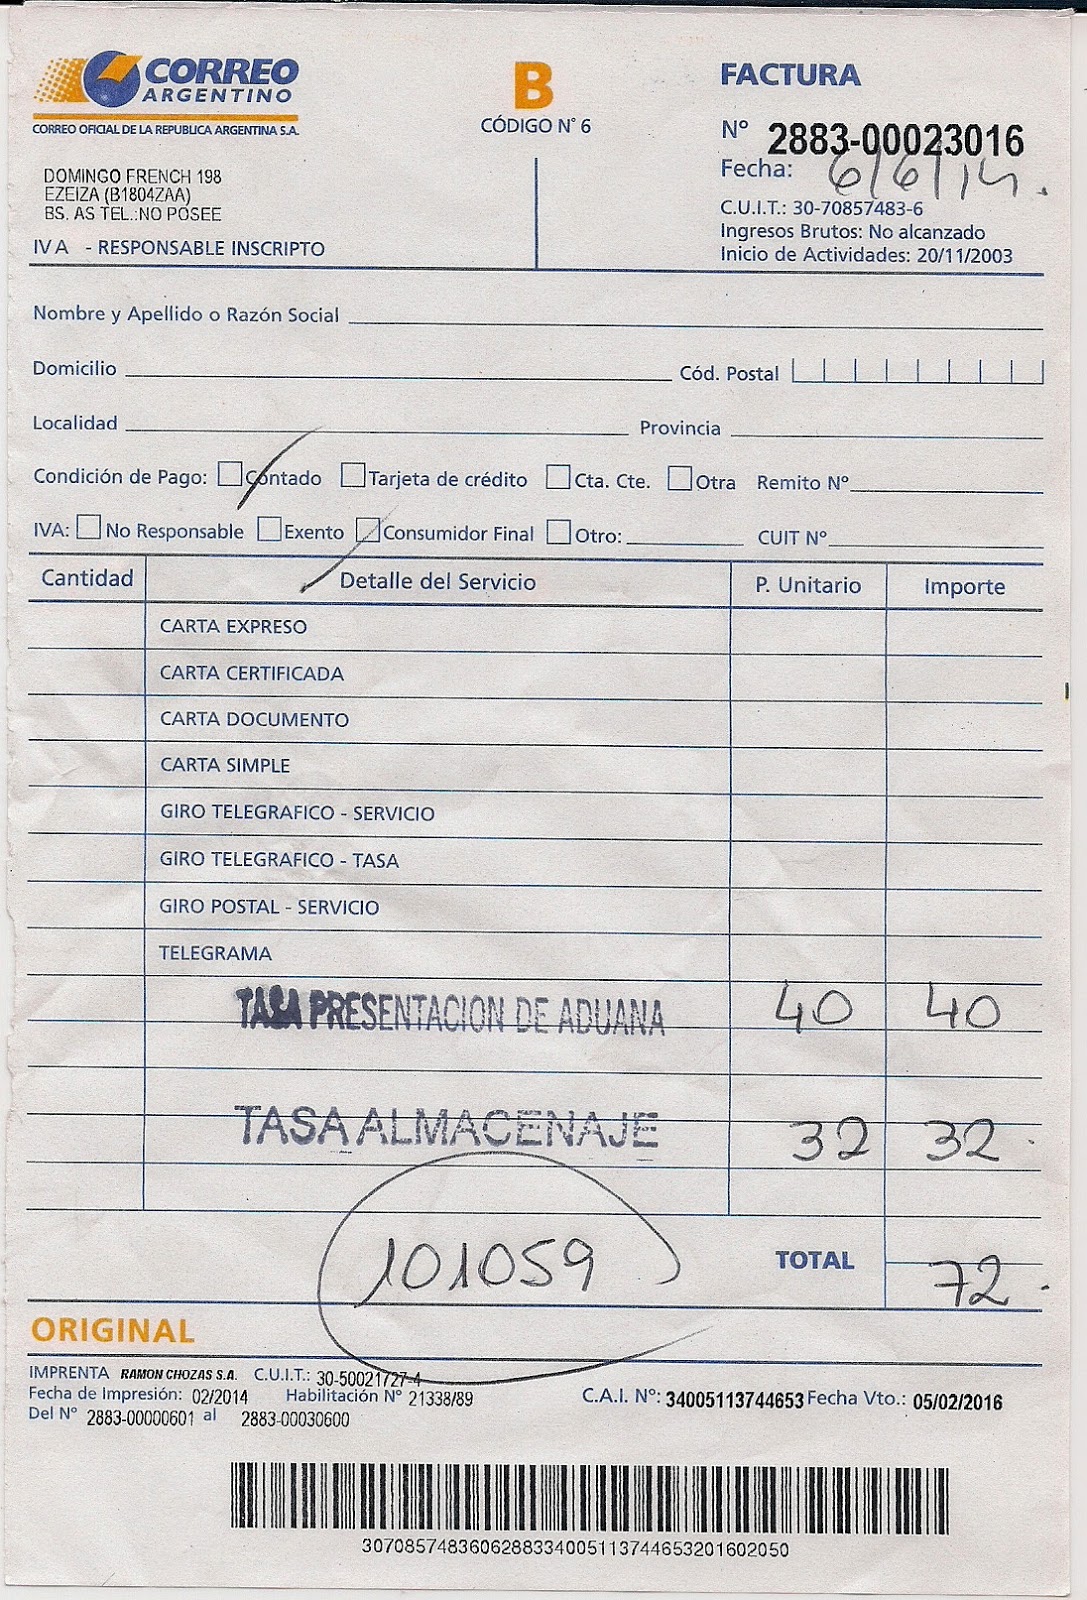 CORREO
ARGENTINO
CORREO OFICIAL DE LA REPUBLICA ARGENTINA S.A.
DOMINGO FRENCH 198
EZEIZA (B1804ZAA)
BS. AS TEL.:NO POSEE
IVA - RESPONSABLE INSCRIPTO
B
CÓDIGO N° 6
FACTURA
N° 2883-00023016
Fecha: 6/6/14.
C.U.I.T.: 30-70857483-6
Ingresos Brutos: No alcanzado
Inicio de Actividades: 20/11/2003
Nombre y Apellido o Razón Social
Domicilio Cód. Postal
Localidad Provincia
Condición de Pago: Contado Tarjeta de crédito Cta. Cte. Otra Remito N°
IVA: No Responsable Exento Consumidor Final Otro: CUIT N°
Cantidad Detalle del Servicio P. Unitario Importe
CARTA EXPRESO
CARTA CERTIFICADA
CARTA DOCUMENTO
CARTA SIMPLE
GIRO TELEGRAFICO - SERVICIO
GIRO TELEGRAFICO - TASA
GIRO POSTAL - SERVICIO
TELEGRAMA
TASA PRESENTACION DE ADUANA 40 40
TASA ALMACENAJE 32 32
101059 TOTAL 72
ORIGINAL
IMPRENTA RAMON CHOZAS S.A. C.U.I.T.: 30-50021727-4
Fecha de Impresión: 02/2014 Habilitación N° 21338/89 C.A.I. N°: 34005113744653 Fecha Vto.: 05/02/2016
Del N° 2883-00000601 al 2883-00030600
3070857483606288334005113744653201602050